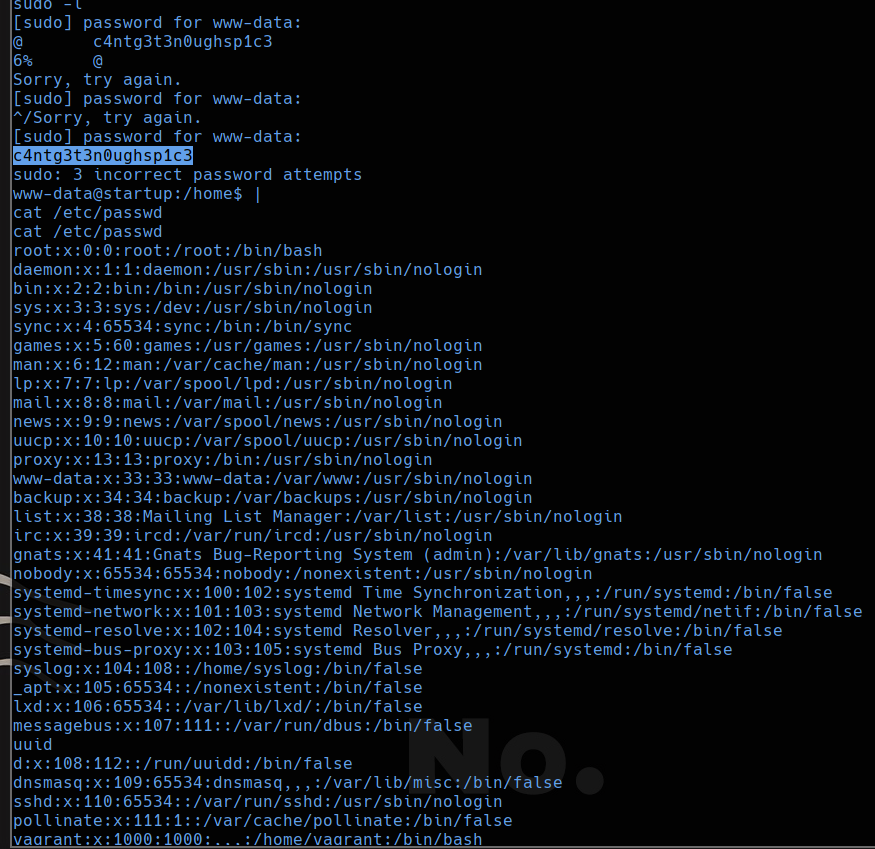 sudo -l
[sudo] password for www-data:
@       c4ntg3t3n0ughsp1c3
6%      @
Sorry, try again.
[sudo] password for www-data:
^/Sorry, try again.
[sudo] password for www-data:
c4ntg3t3n0ughsp1c3
sudo: 3 incorrect password attempts
www-data@startup:/home$ |
cat /etc/passwd
cat /etc/passwd
root:x:0:0:root:/root:/bin/bash
daemon:x:1:1:daemon:/usr/sbin:/usr/sbin/nologin
bin:x:2:2:bin:/bin:/usr/sbin/nologin
sys:x:3:3:sys:/dev:/usr/sbin/nologin
sync:x:4:65534:sync:/bin:/bin/sync
games:x:5:60:games:/usr/games:/usr/sbin/nologin
man:x:6:12:man:/var/cache/man:/usr/sbin/nologin
lp:x:7:7:lp:/var/spool/lpd:/usr/sbin/nologin
mail:x:8:8:mail:/var/mail:/usr/sbin/nologin
news:x:9:9:news:/var/spool/news:/usr/sbin/nologin
uucp:x:10:10:uucp:/var/spool/uucp:/usr/sbin/nologin
proxy:x:13:13:proxy:/bin:/usr/sbin/nologin
www-data:x:33:33:www-data:/var/www:/usr/sbin/nologin
backup:x:34:34:backup:/var/backups:/usr/sbin/nologin
list:x:38:38:Mailing List Manager:/var/list:/usr/sbin/nologin
irc:x:39:39:ircd:/var/run/ircd:/usr/sbin/nologin
gnats:x:41:41:Gnats Bug-Reporting System (admin):/var/lib/gnats:/usr/sbin/nologin
nobody:x:65534:65534:nobody:/nonexistent:/usr/sbin/nologin
systemd-timesync:x:100:102:systemd Time Synchronization,,,:/run/systemd:/bin/false
systemd-network:x:101:103:systemd Network Management,,,:/run/systemd/netif:/bin/false
systemd-resolve:x:102:104:systemd Resolver,,,:/run/systemd/resolve:/bin/false
systemd-bus-proxy:x:103:105:systemd Bus Proxy,,,:/run/systemd:/bin/false
syslog:x:104:108::/home/syslog:/bin/false
_apt:x:105:65534::/nonexistent:/bin/false
lxd:x:106:65534::/var/lib/lxd/:/bin/false
messagebus:x:107:111::/var/run/dbus:/bin/false
uuid
d:x:108:112::/run/uuidd:/bin/false
dnsmasq:x:109:65534:dnsmasq,,,:/var/lib/misc:/bin/false
sshd:x:110:65534::/var/run/sshd:/usr/sbin/nologin
pollinate:x:111:1::/var/cache/pollinate:/bin/false
vagrant:x:1000:1000:,,,:/home/vagrant:/bin/bash
No.